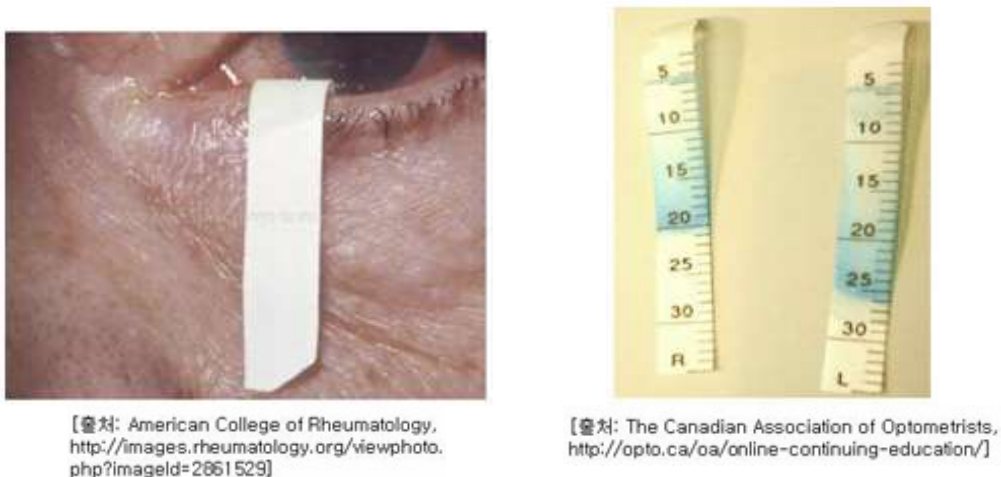 5
10
15
20
25
30
R
5
10
15
20
25
30
L
[출처: American College of Rheumatology,
http://images.rheumatology.org/viewphoto.
php?imageId=2861529]
[출처: The Canadian Association of Optometrists,
http://opto.ca/oa/online-continuing-education/]